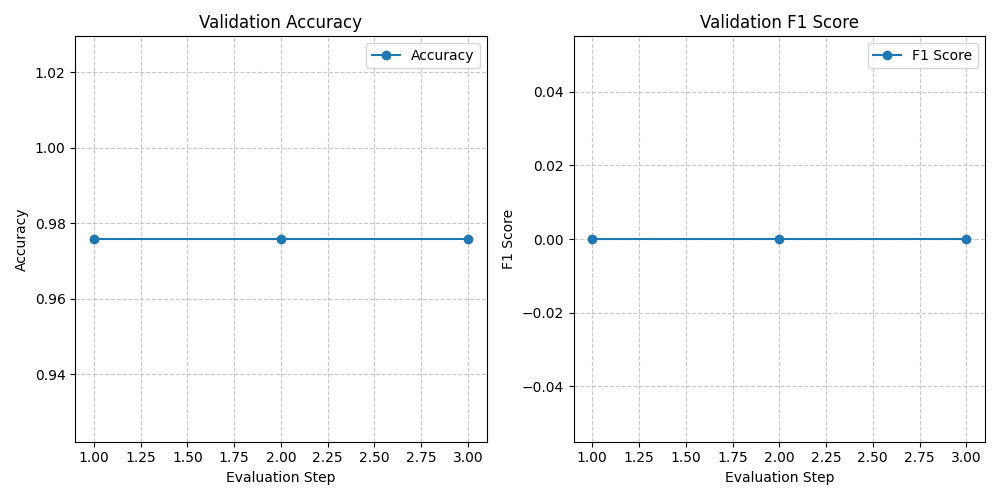 Validation Accuracy
Accuracy
1.02
1.00
0.98
0.96
0.94
Accuracy
1.00 1.25 1.50 1.75 2.00 2.25 2.50 2.75 3.00
Evaluation Step
Validation F1 Score
F1 Score
0.04
0.02
0.00
−0.02
−0.04
F1 Score
1.00 1.25 1.50 1.75 2.00 2.25 2.50 2.75 3.00
Evaluation Step